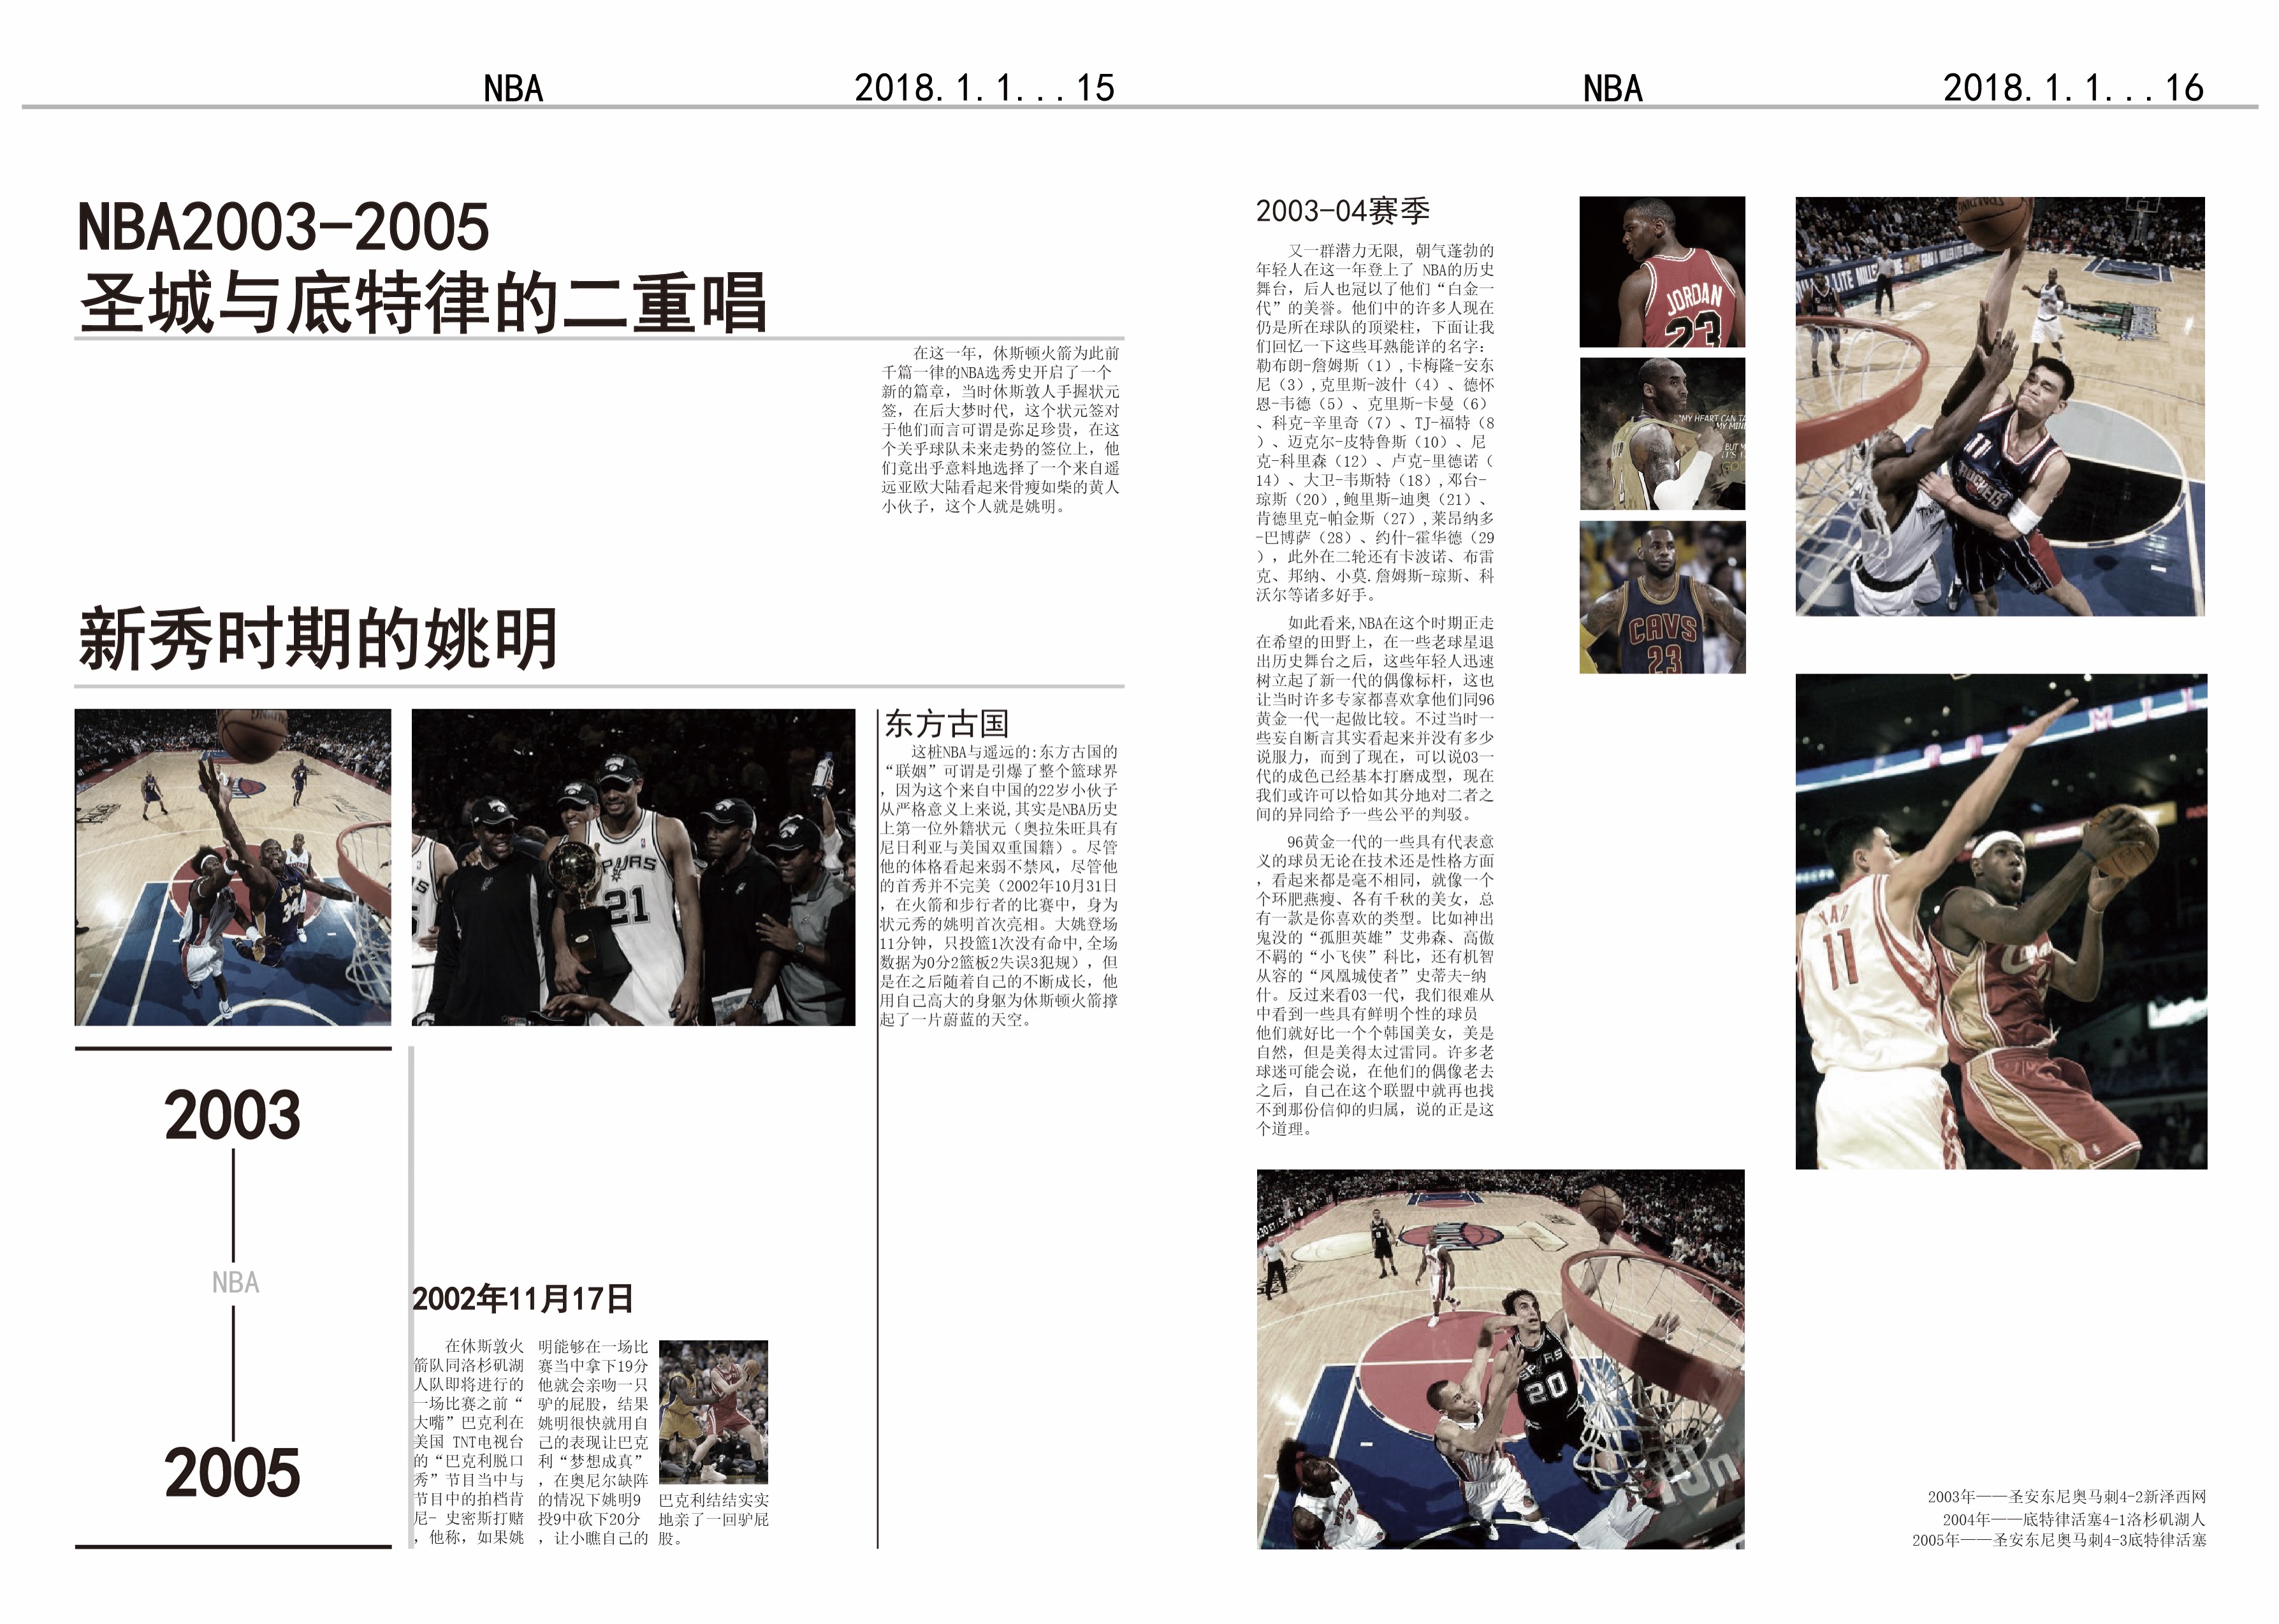 NBA
2018.1.1...15
NBA
2018.1.1...16
NBA2003-2005
圣城与底特律的二重唱
在这一年，休斯顿火箭为此前
千篇一律的NBA选秀史开启了一个
新的篇章，当时休斯敦人手握状元
签，在后大梦时代，这个状元签对
于他们而言可谓是弥足珍贵，在这
个关乎球队未来走势的签位上，他
们竟出乎意料地选择了一个来自遥
远亚欧大陆看起来骨瘦如柴的黄人
小伙子，这个人就是姚明。
新秀时期的姚明
东方古国
这桩NBA与遥远的:东方古国的
“联姻”可谓是引爆了整个篮球界
，因为这个来自中国的22岁小伙子
从严格意义上来说,其实是NBA历史
上第一位外籍状元（奥拉朱旺具有
尼日利亚与美国双重国籍）。尽管
他的体格看起来弱不禁风，尽管他
的首秀并不完美（2002年10月31日
，在火箭和步行者的比赛中，身为
状元秀的姚明首次亮相。大姚登场
11分钟，只投篮1次没有命中,全场
数据为0分2篮板2失误3犯规），但
是在之后随着自己的不断成长，他
用自己高大的身躯为休斯顿火箭撑
起了一片蔚蓝的天空。
SPURS
21
34
2003
NBA
2005
2002年11月17日
在休斯敦火
箭队同洛杉矶湖
人队即将进行的
一场比赛之前“
大嘴”巴克利在
美国 TNT电视台
的“巴克利脱口
秀”节目当中与
节目中的拍档肯
尼- 史密斯打赌
，他称，如果姚
明能够在一场比
赛当中拿下19分
他就会亲吻一只
驴的屁股，结果
姚明很快就用自
己的表现让巴克
利“梦想成真”
，在奥尼尔缺阵
的情况下姚明9
投9中砍下20分
，让小瞧自己的
巴克利结结实实
地亲了一回驴屁
股。
2003-04赛季
又一群潜力无限, 朝气蓬勃的
年轻人在这一年登上了 NBA的历史
舞台，后人也冠以了他们“白金一
代”的美誉。他们中的许多人现在
仍是所在球队的顶梁柱，下面让我
们回忆一下这些耳熟能详的名字:
勒布朗-詹姆斯（1）,卡梅隆-安东
尼（3）,克里斯-波什（4）、德怀
恩-韦德（5）、克里斯-卡曼（6）
、科克-辛里奇（7）、TJ-福特（8
）、迈克尔-皮特鲁斯（10）、尼
克-科里森（12）、卢克-里德诺（
14）、大卫-韦斯特（18）,邓台-
琼斯（20）,鲍里斯-迪奥（21）、
肯德里克-帕金斯（27）,莱昂纳多
-巴博萨（28）、约什-霍华德（29
），此外在二轮还有卡波诺、布雷
克、邦纳、小莫.詹姆斯-琼斯、科
沃尔等诸多好手。
如此看来,NBA在这个时期正走
在希望的田野上，在一些老球星退
出历史舞台之后，这些年轻人迅速
树立起了新一代的偶像标杆，这也
让当时许多专家都喜欢拿他们同96
黄金一代一起做比较。不过当时一
些妄自断言其实看起来并没有多少
说服力，而到了现在，可以说03一
代的成色已经基本打磨成型，现在
我们或许可以恰如其分地对二者之
间的异同给予一些公平的判驳。
96黄金一代的一些具有代表意
义的球员无论在技术还是性格方面
，看起来都是毫不相同，就像一个
个环肥燕瘦、各有千秋的美女，总
有一款是你喜欢的类型。比如神出
鬼没的“孤胆英雄”艾弗森、高傲
不羁的“小飞侠”科比，还有机智
从容的“凤凰城使者”史蒂夫-纳
什。反过来看03一代，我们很难从
中看到一些具有鲜明个性的球员
他们就好比一个个韩国美女，美是
自然，但是美得太过雷同。许多老
球迷可能会说，在他们的偶像老去
之后，自己在这个联盟中就再也找
不到那份信仰的归属，说的正是这
个道理。
JORDAN
23
"MY HEART CAN TA
MY MIND
BUT M
IT'S
GOO
CAVS
23
11
ROCKETS
YAO
11
SPURS
20
2003年——圣安东尼奥马刺4-2新泽西网
2004年——底特律活塞4-1洛杉矶湖人
2005年——圣安东尼奥马刺4-3底特律活塞